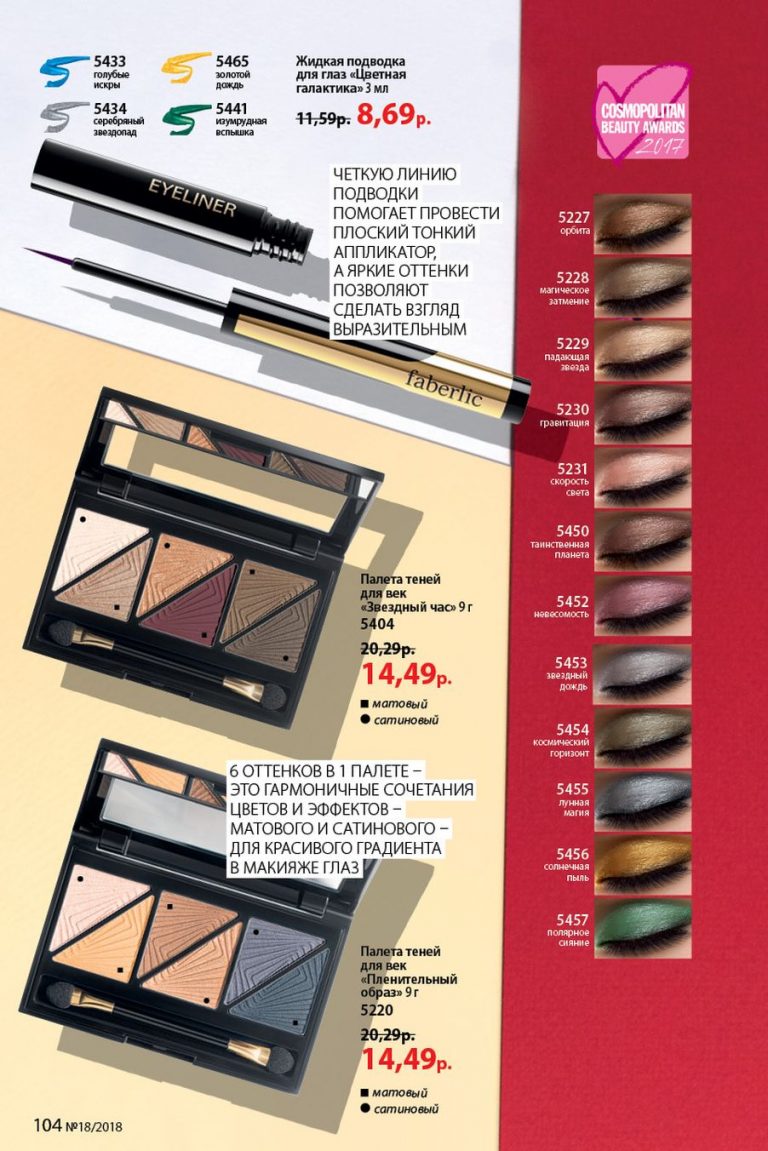 5433
голубые
искры
5465
золотой
дождь
5434
серебряный
звездопад
5441
изумрудная
вспышка
Жидкая подводка
для глаз «Цветная
галактика» 3 мл
11,59р. 8,69р.
COSMOPOLITAN
BEAUTY AWARDS
2017
EYELINER
ЧЕТКУЮ ЛИНИЮ
ПОДВОДКИ
ПОМОГАЕТ ПРОВЕСТИ
ПЛОСКИЙ ТОНКИЙ
АППЛИКАТОР,
А ЯРКИЕ ОТТЕНКИ
ПОЗВОЛЯЮТ
СДЕЛАТЬ ВЗГЛЯД
ВЫРАЗИТЕЛЬНЫМ
faberlic
5227
орбита
5228
магическое
затмение
5229
падающая
звезда
5230
гравитация
5231
скорость
света
5450
таинственная
планета
5452
невесомость
5453
звездный
дождь
5454
космический
горизонт
5455
лунная
магия
5456
солнечная
пыль
5457
полярное
сияние
Палета теней
для век
«Звездный час» 9 г
5404
20,29р.
14,49р.
матовый
сатиновый
6 ОТТЕНКОВ В 1 ПАЛЕТЕ –
ЭТО ГАРМОНИЧНЫЕ СОЧЕТАНИЯ
ЦВЕТОВ И ЭФФЕКТОВ –
МАТОВОГО И САТИНОВОГО –
ДЛЯ КРАСИВОГО ГРАДИЕНТА
В МАКИЯЖЕ ГЛАЗ
Палета теней
для век
«Пленительный
образ» 9 г
5220
20,29р.
14,49р.
матовый
сатиновый
104 №18/2018